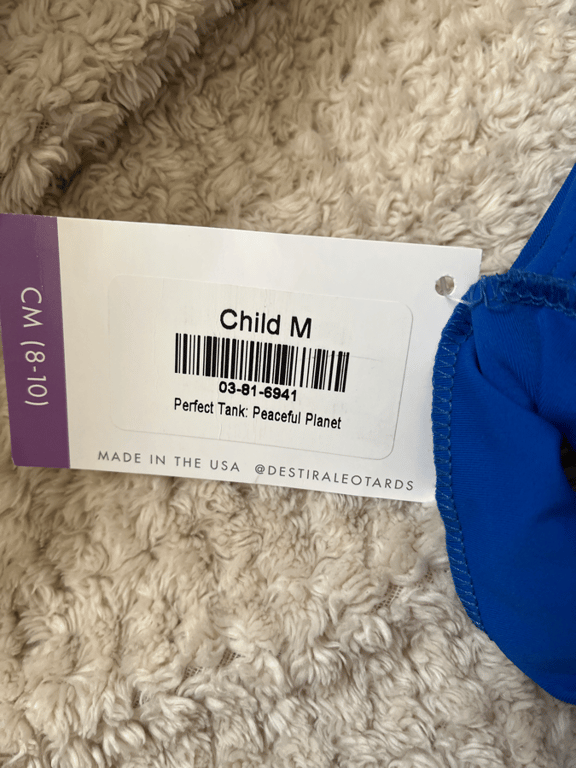 CM (8-10)
Child M
03-81-6941
Perfect Tank: Peaceful Planet
MADE IN THE USA @DESTIRALEOTARDS